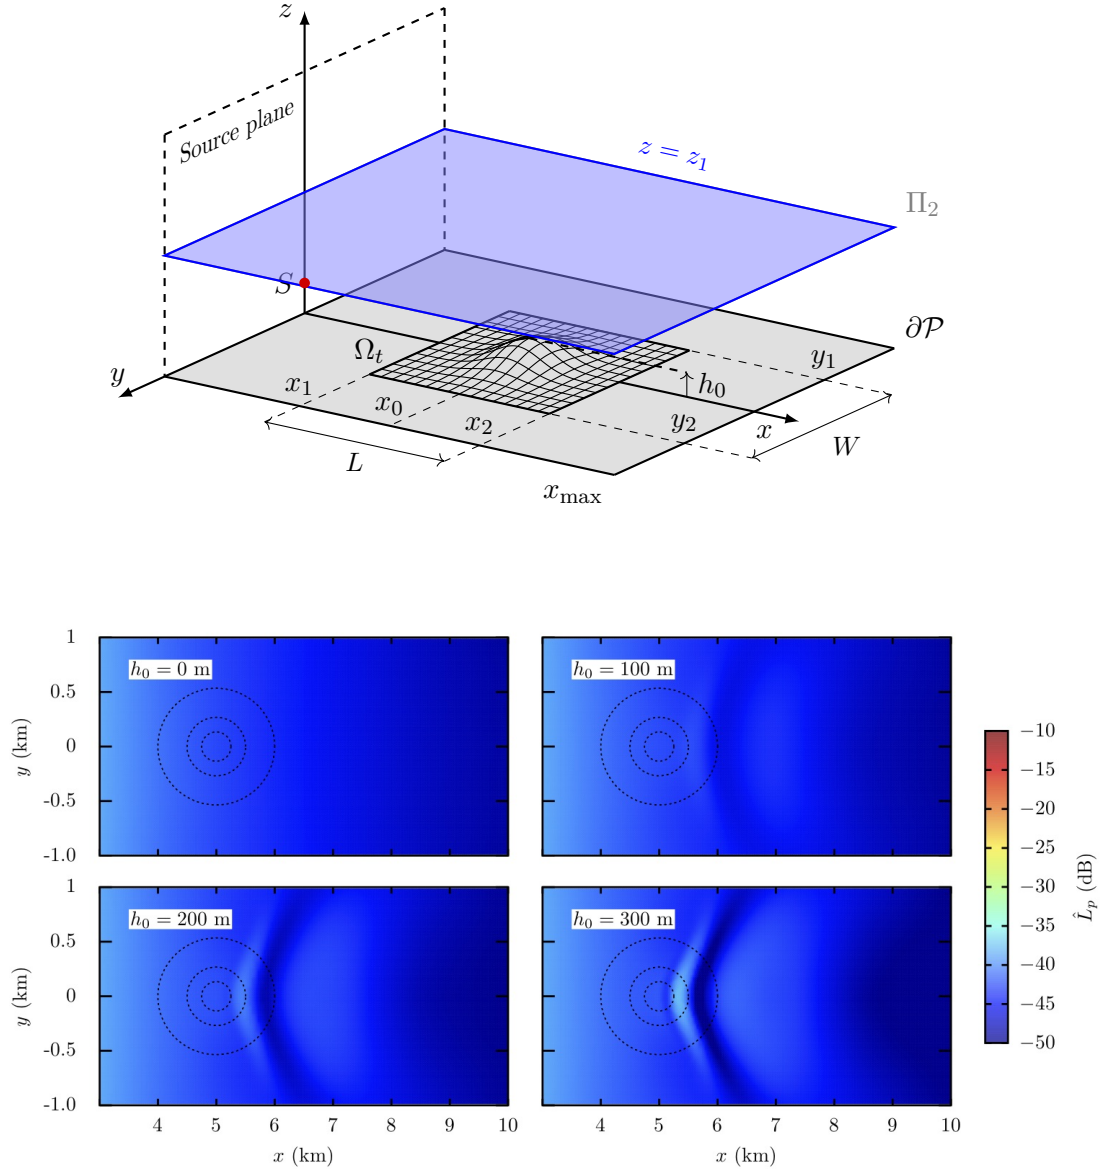 z
Source plane
z = z₁
Π₂
S
∂𝒫
Ωₜ
y₁
y
x₁
h₀
x₀
y₂
x₂
x
W
L
xₘₐₓ
1
0.5
0
-0.5
-1.0
y (km)
h₀ = 0 m
h₀ = 100 m
1
0.5
0
-0.5
-1.0
y (km)
h₀ = 200 m
h₀ = 300 m
4 5 6 7 8 9 10
x (km)
4 5 6 7 8 9 10
x (km)
−10
−15
−20
−25
−30
−35
−40
−45
−50
L̂ₚ (dB)